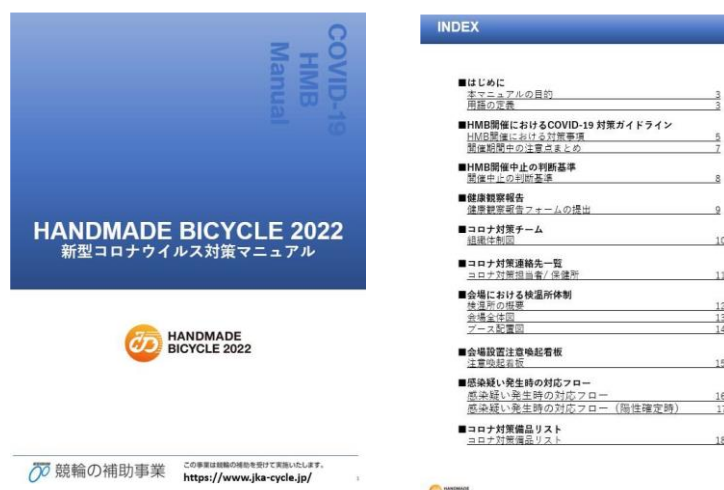 COVID-19
HMB
Manual
HANDMADE BICYCLE 2022
新型コロナウイルス対策マニュアル
HANDMADE
BICYCLE 2022
競輪の補助事業
この事業は競輪の補助を受けて実施いたします。
https://www.jka-cycle.jp/
1
INDEX
■はじめに
本マニュアルの目的 3
用語の定義 3
■HMB開催におけるCOVID-19 対策ガイドライン
HMB開催における対策事項 5
開催期間中の注意点まとめ 7
■HMB開催中止の判断基準
開催中止の判断基準 8
■健康観察報告
健康観察報告フォームの提出 9
■コロナ対策チーム
組織体制図 10
■コロナ対策連絡先一覧
コロナ対策担当者/ 保健所 11
■会場における検温所体制
検温所の概要 12
会場全体図 13
ブース配置図 14
■会場設置注意喚起看板
注意喚起看板 15
■感染疑い発生時の対応フロー
感染疑い発生時の対応フロー 16
感染疑い発生時の対応フロー（陽性確定時） 17
■コロナ対策備品リスト
コロナ対策備品リスト 18
HANDMADE